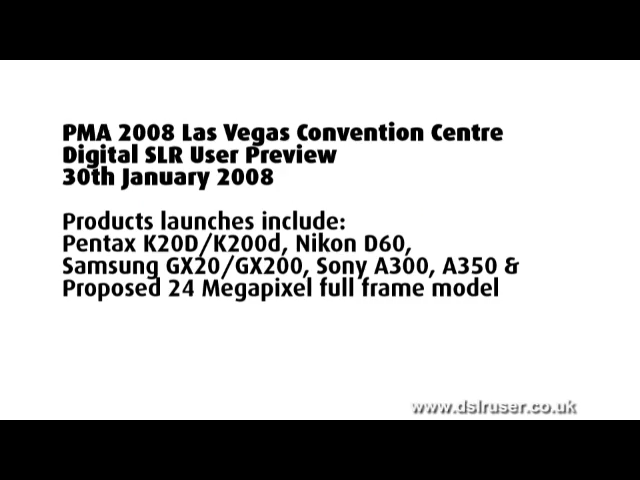 PMA 2008 Las Vegas Convention Centre
Digital SLR User Preview
30th January 2008
Products launches include:
Pentax K20D/K200d, Nikon D60,
Samsung GX20/GX200, Sony A300, A350 &
Proposed 24 Megapixel full frame model
www.dslruser.co.uk